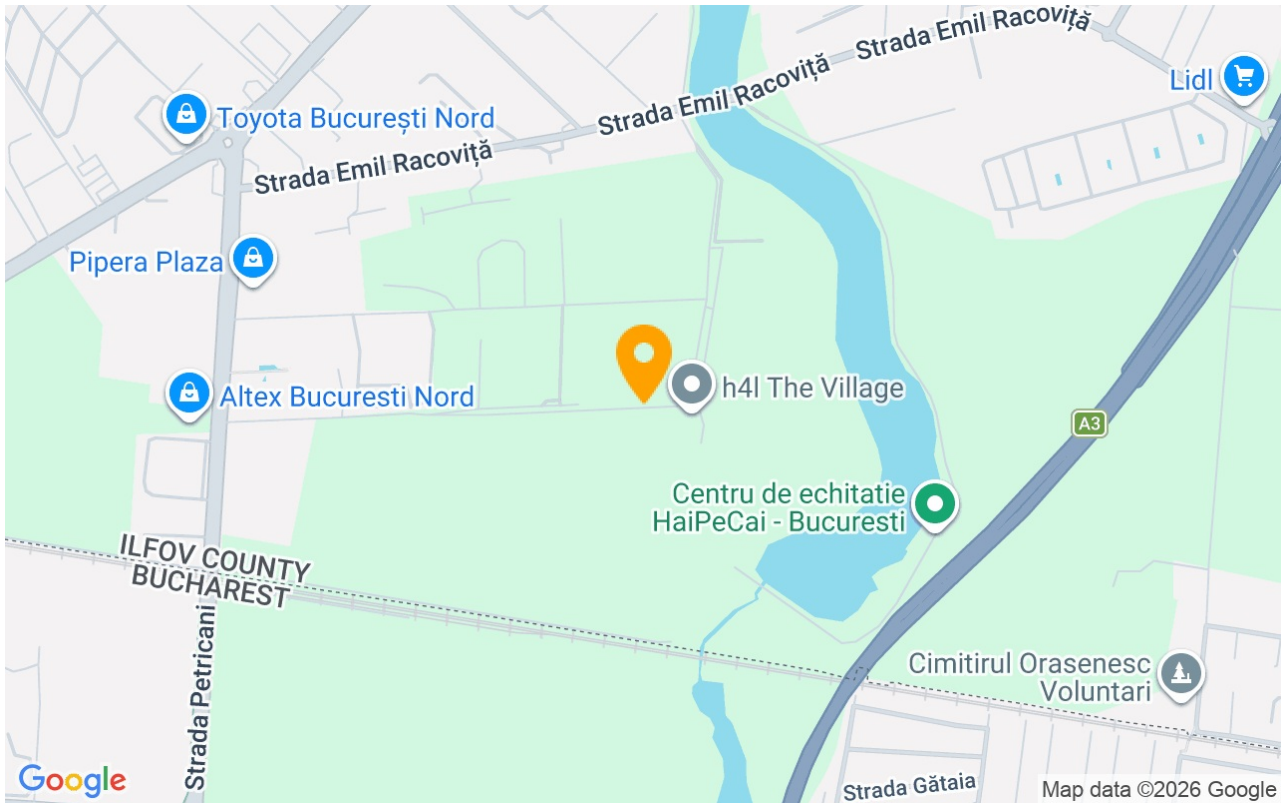 Strada Emil Racoviță
Lidl
Toyota București Nord
Strada Emil Racoviță
Strada Emil Racoviță
Pipera Plaza
Altex Bucuresti Nord
h4l The Village
A3
Centru de echitatie
HaiPeCai - Bucuresti
ILFOV COUNTY
BUCHAREST
Strada Petricani
Cimitirul Orasenesc
Voluntari
Strada Gătaia
Google
Map data ©2026 Google